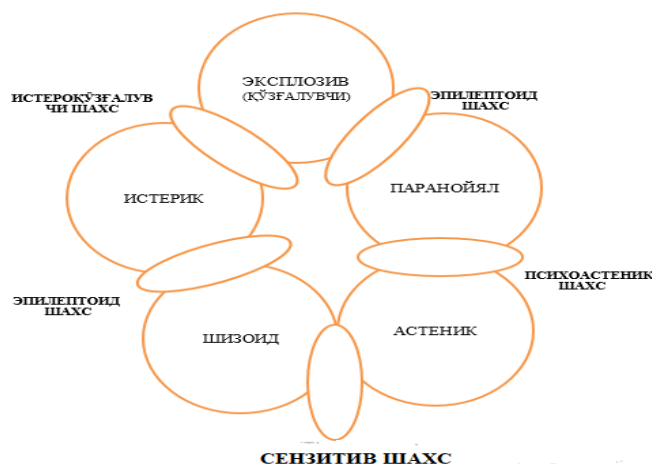 ЭКСПЛОЗИВ
(ҚЎЗҒАЛУВЧИ)
ИСТЕРОҚЎЗҒАЛУВ
ЧИ ШАХС
ЭПИЛЕПТОИД
ШАХС
ИСТЕРИК
ПАРАНОЙЯЛ
ЭПИЛЕПТОИД
ШАХС
ПСИХОАСТЕНИК
ШАХС
ШИЗОИД
АСТЕНИК
СЕНЗИТИВ ШАХС